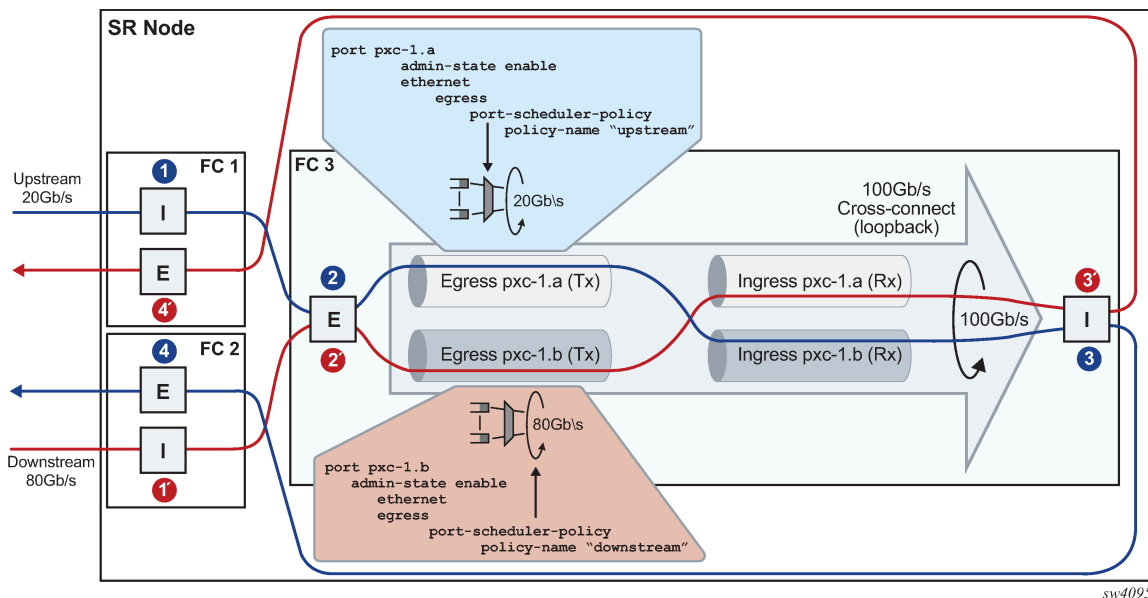 SR Node
port pxc-1.a
admin-state enable
ethernet
egress
port-scheduler-policy
policy-name “upstream”
20Gb\s
FC 1
1
I
Upstream
20Gb/s
E
4´
FC 2
4
E
I
Downstream
80Gb/s
1´
FC 3
2
E
2´
100Gb/s
Cross-connect
(loopback)
Egress pxc-1.a (Tx)
Ingress pxc-1.a (Rx)
Egress pxc-1.b (Tx)
Ingress pxc-1.b (Rx)
100Gb/s
3´
I
3
80Gb\s
port pxc-1.b
admin-state enable
ethernet
egress
port-scheduler-policy
policy-name “downstream”